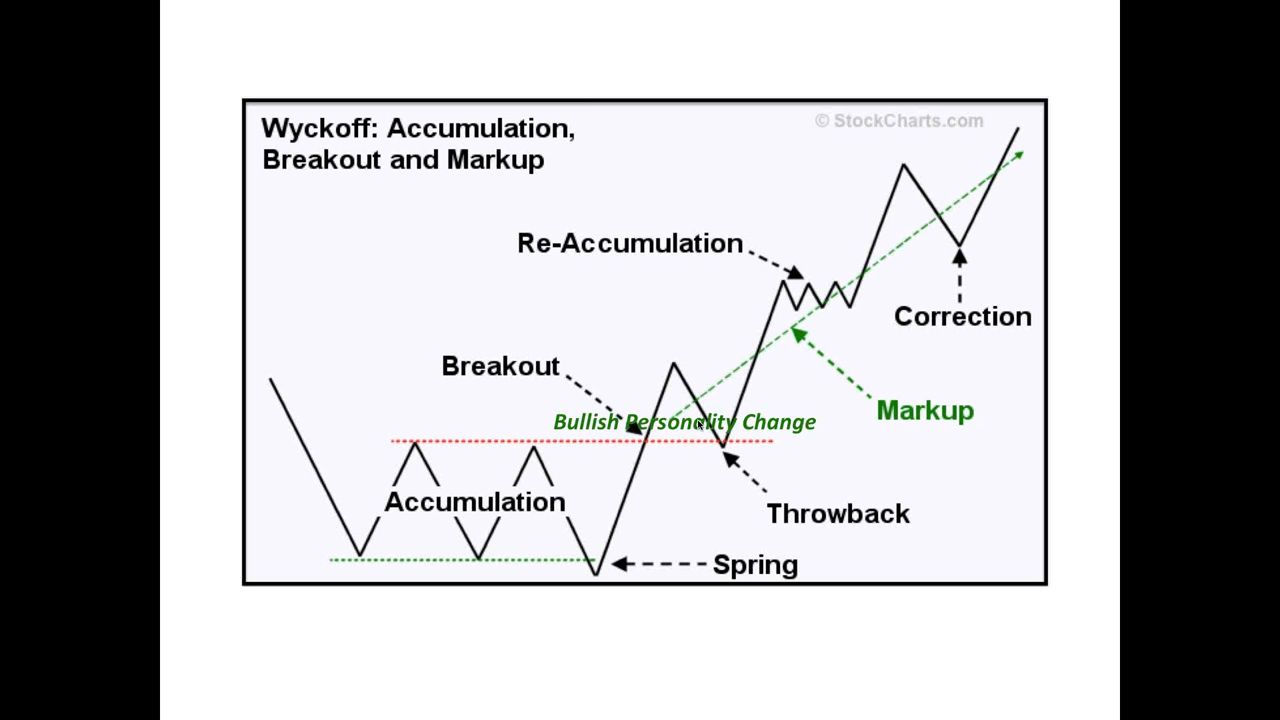 Wyckoff: Accumulation,
Breakout and Markup
© StockCharts.com
Re-Accumulation
Correction
Breakout
Markup
Bullish Personality Change
Accumulation
Throwback
Spring